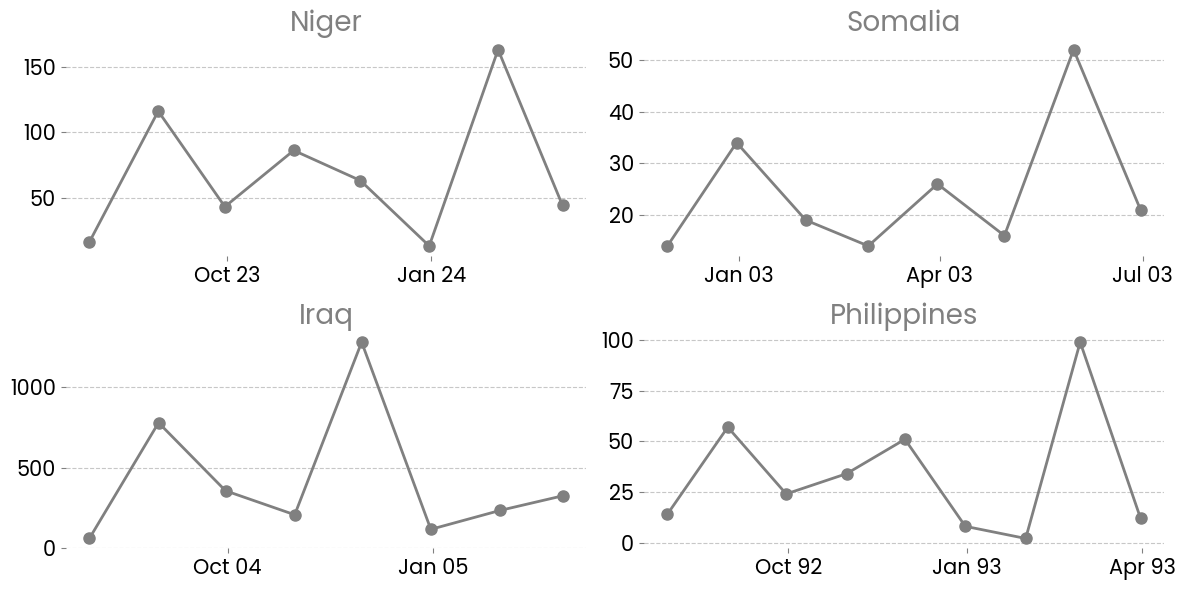 Niger
150
100
50
Oct 23
Jan 24
Somalia
50
40
30
20
Jan 03
Apr 03
Jul 03
Iraq
1000
500
0
Oct 04
Jan 05
Philippines
100
75
50
25
0
Oct 92
Jan 93
Apr 93